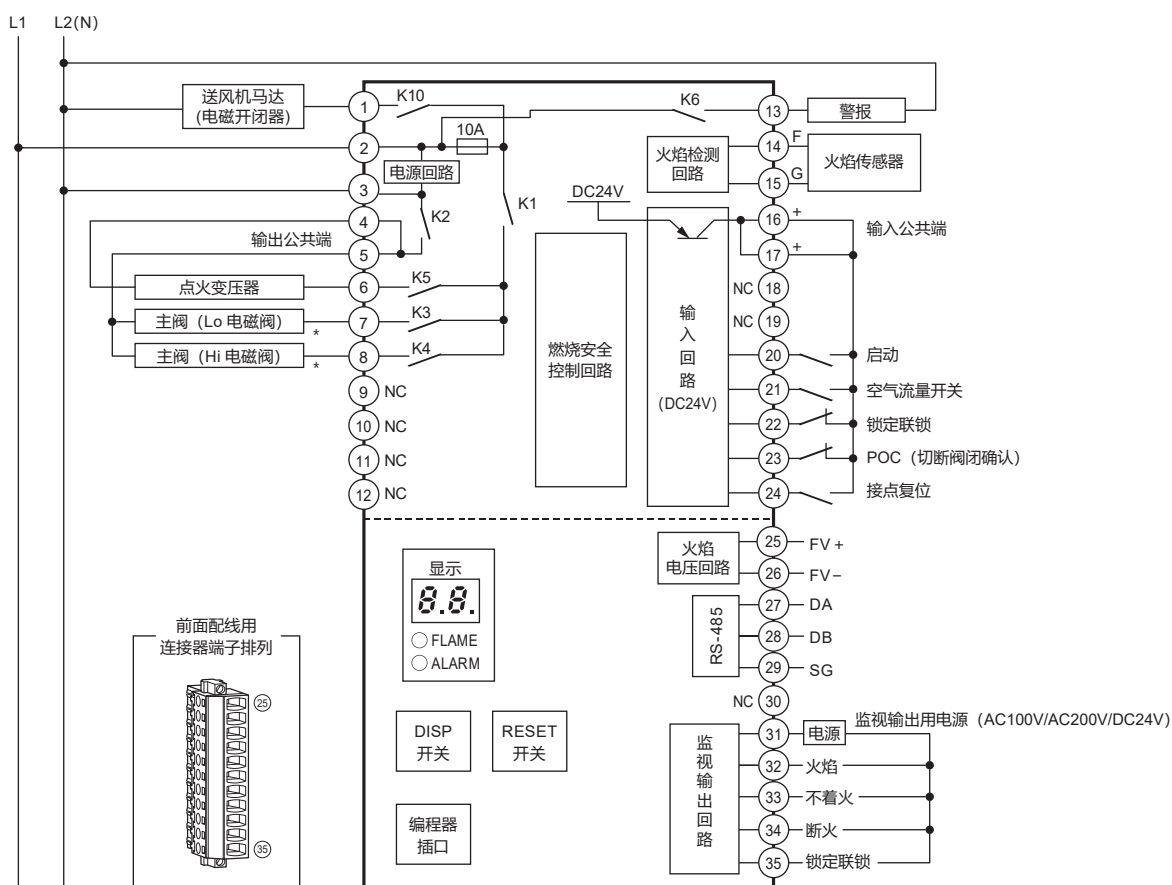 L1 L2(N)
送风机马达
(电磁开闭器)
1 K10 K6 13 警报
10A
2 火焰检测
回路 14 F 火焰传感器
电源回路 15 G
3 K2 K1 DC24V 16 +
4 输出公共端 输入公共端
5 17 +
点火变压器 6 K5 NC 18
主阀（Lo 电磁阀） * 7 K3 NC 19
主阀（Hi 电磁阀） * 8 K4
燃烧安全
控制回路
输
入
回
路
(DC24V)
20 启动
9 NC 21 空气流量开关
10 NC 22 锁定联锁
11 NC 23 POC（切断阀闭确认）
12 NC 24 接点复位
火焰
电压回路
25 FV+
26 FV−
RS-485
27 DA
28 DB
29 SG
NC 30
显示
8.8.
FLAME
ALARM
前面配线用
连接器端子排列
25
35
DISP
开关
RESET
开关
编程器
插口
监视输出用电源（AC100V/AC200V/DC24V）
监
视
输
出
回
路
31 电源
32 火焰
33 不着火
34 断火
35 锁定联锁